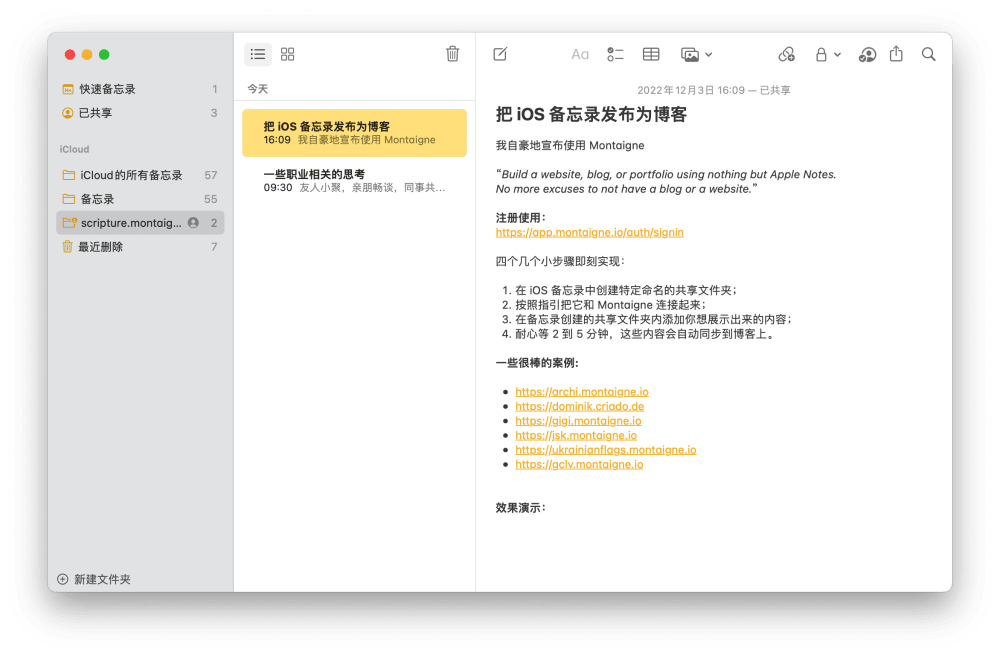 快速备忘录 1
已共享 3
iCloud
iCloud的所有备忘录 57
备忘录 55
scripture.montaig... 2
最近删除 7
新建文件夹
今天
把 iOS 备忘录发布为博客
16:09 我自豪地宣布使用 Montaigne
一些职业相关的思考
09:30 友人小聚，亲朋畅谈，同事共...
Aa
2022年12月3日 16:09 — 已共享
把 iOS 备忘录发布为博客
我自豪地宣布使用 Montaigne
“Build a website, blog, or portfolio using nothing but Apple Notes.
No more excuses to not have a blog or a website.”
注册使用：
https://app.montaigne.io/auth/signin
四个几个小步骤即刻实现：
1. 在 iOS 备忘录中创建特定命名的共享文件夹；
2. 按照指引把它和 Montaigne 连接起来；
3. 在备忘录创建的共享文件夹内添加你想展示出来的内容；
4. 耐心等 2 到 5 分钟，这些内容会自动同步到博客上。
一些很棒的案例:
• https://archi.montaigne.io
• https://dominik.criado.de
• https://gigi.montaigne.io
• https://jsk.montaigne.io
• https://ukrainianflags.montaigne.io
• https://gclv.montaigne.io
效果演示：